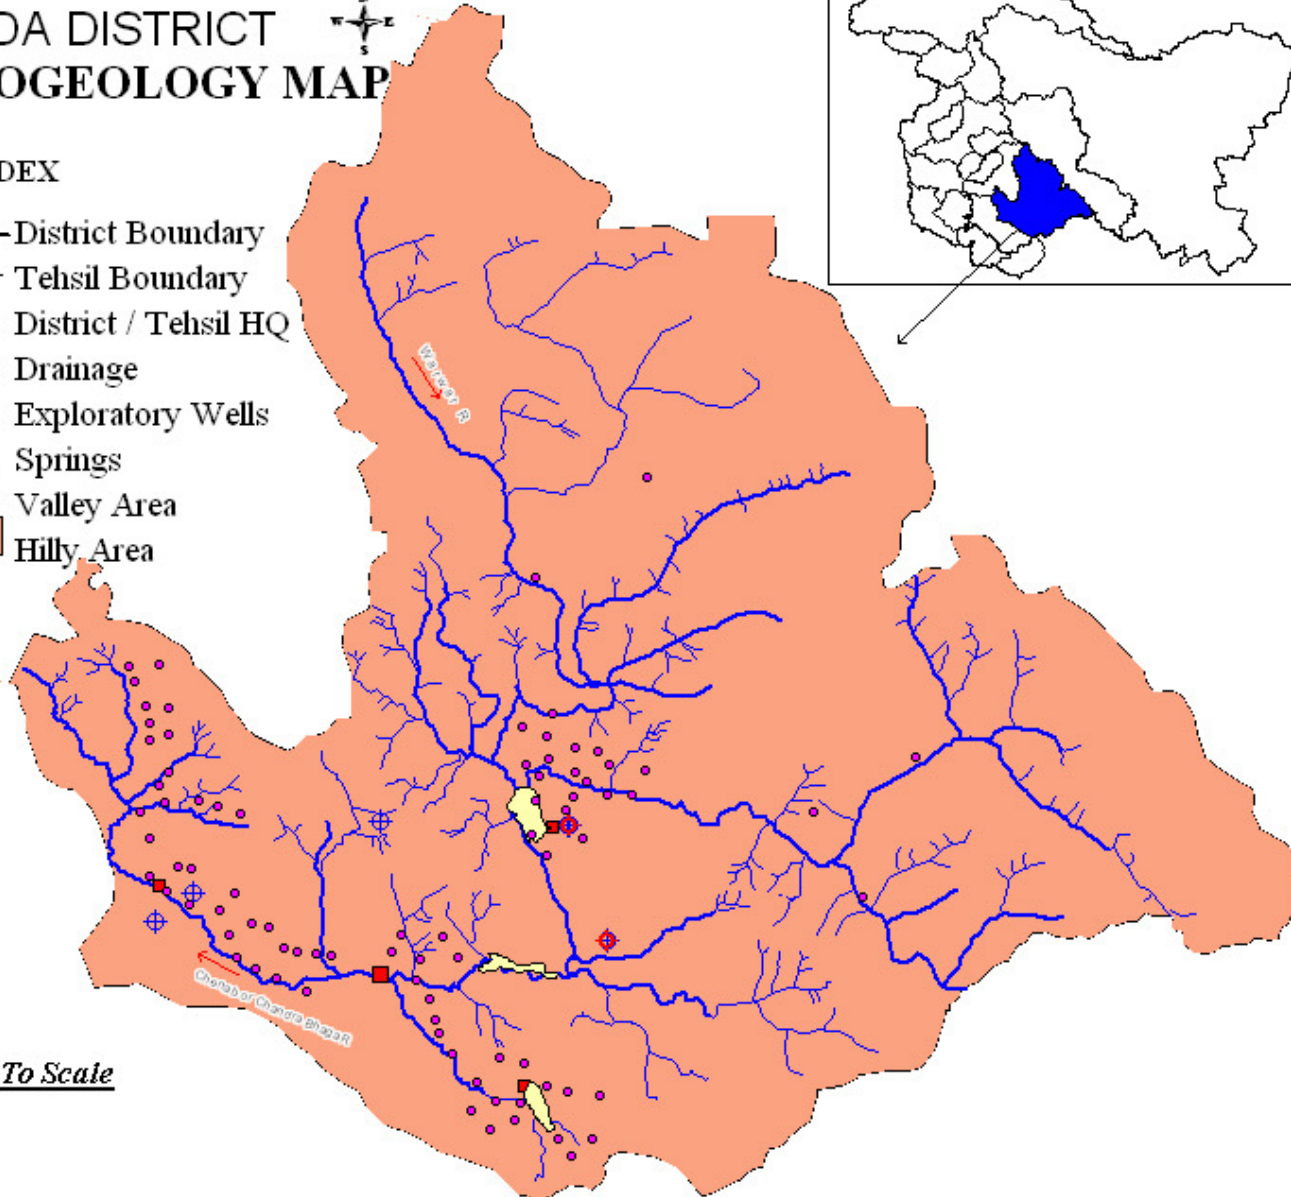 DA DISTRICT
OGEOLOGY MAP
W E
S
DEX
District Boundary
Tehsil Boundary
District / Tehsil HQ
Drainage
Exploratory Wells
Springs
Valley Area
Hilly Area
Warwar R
Chenab or Chandra Bhaga R
To Scale